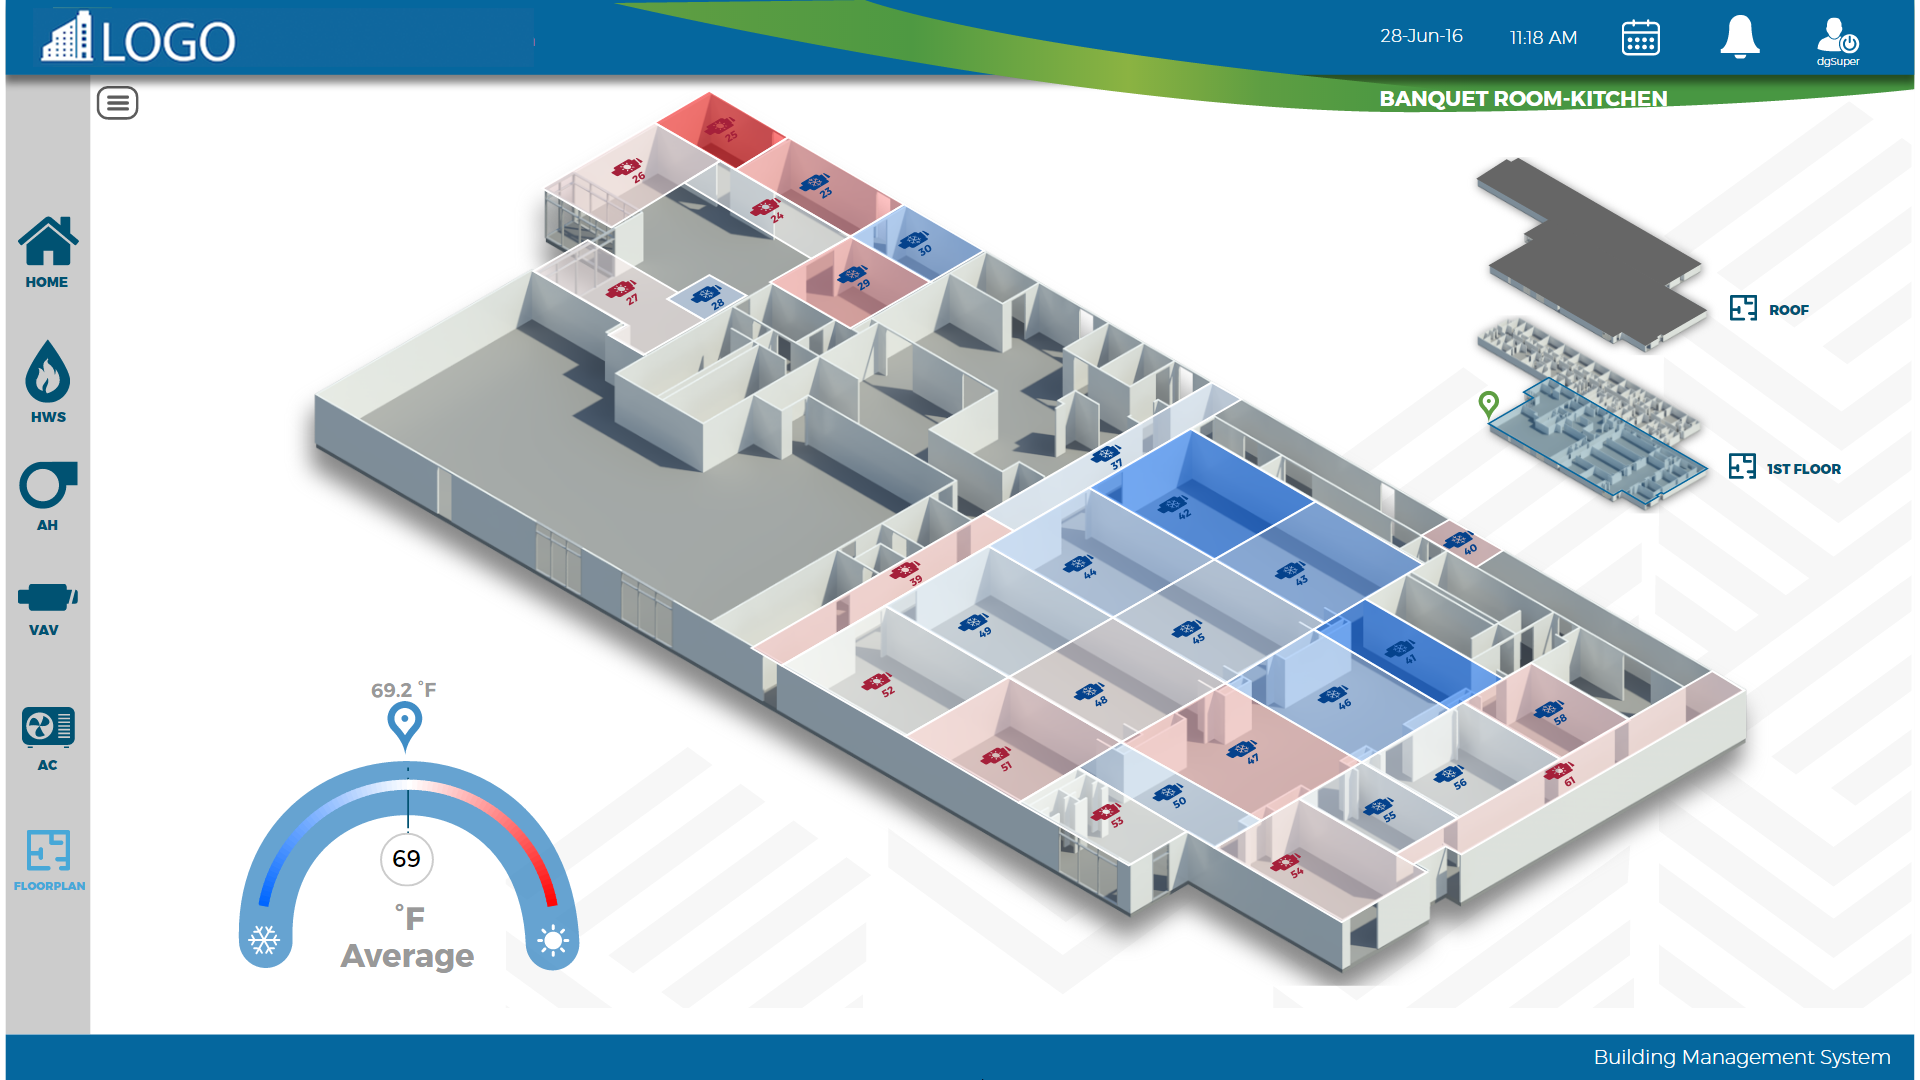 LOGO
28-Jun-16
11:18 AM
dgSuper
BANQUET ROOM-KITCHEN
HOME
HWS
AH
VAV
AC
FLOORPLAN
25
26
23
24
30
29
27
28
ROOF
1ST FLOOR
37
42
40
39
44
43
49
45
41
52
48
46
58
51
47
50
56
61
55
53
54
69.2 °F
69
°F
Average
Building Management System